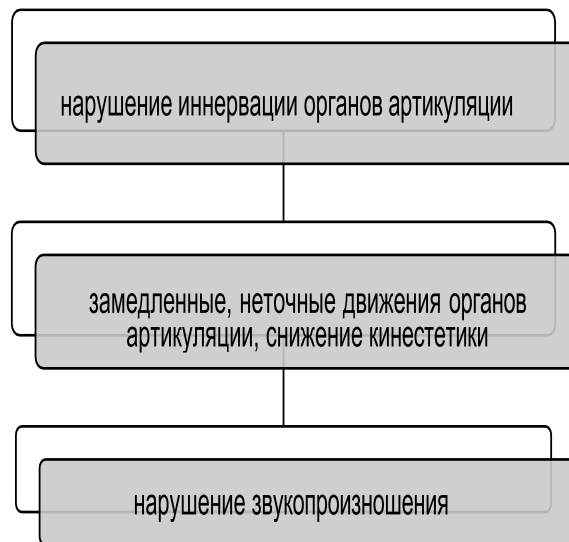 нарушение иннервации органов артикуляции
замедленные, неточные движения органов
артикуляции, снижение кинестетики
нарушение звукопроизношения